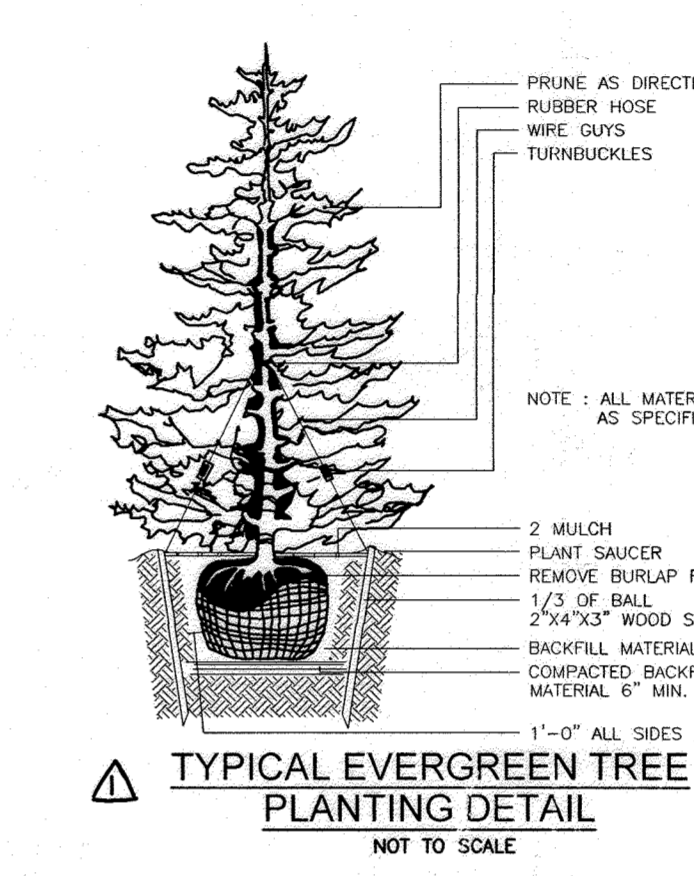 PRUNE AS DIRECT
RUBBER HOSE
WIRE GUYS
TURNBUCKLES
NOTE : ALL MATER
AS SPECIFI
2 MULCH
PLANT SAUCER
REMOVE BURLAP F
1/3 OF BALL
2"X4"X3" WOOD S
BACKFILL MATERIAL
COMPACTED BACKF
MATERIAL 6" MIN.
1'-0" ALL SIDES
1
TYPICAL EVERGREEN TREE
PLANTING DETAIL
NOT TO SCALE